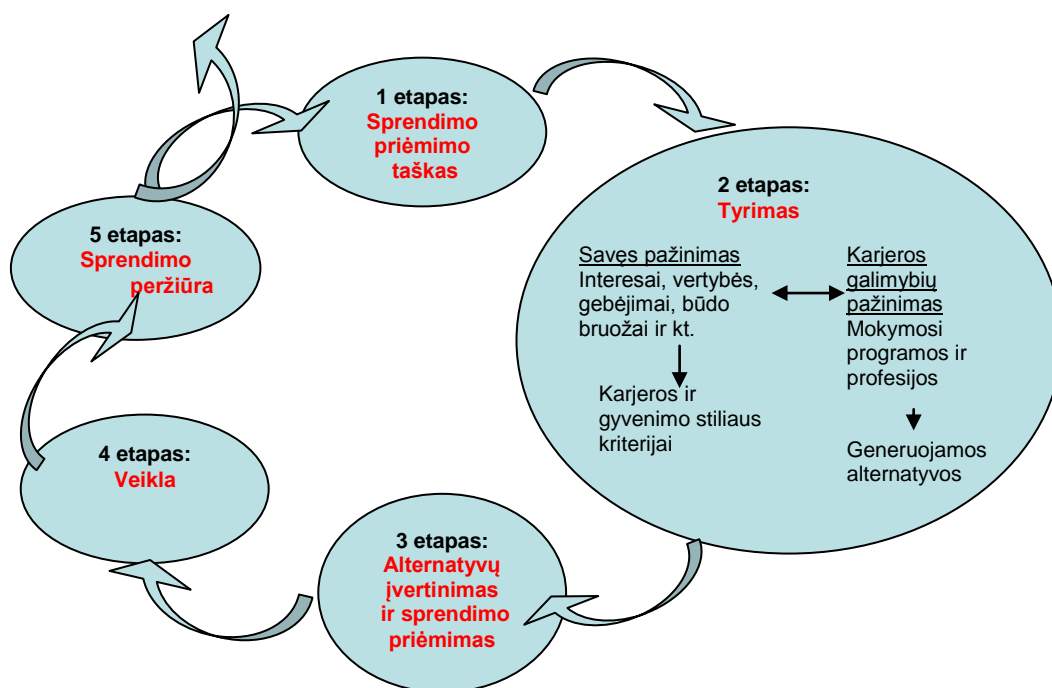 1 etapas:
Sprendimo
priėmimo
taškas
2 etapas:
Tyrimas
Savęs pažinimas
Interesai, vertybės,
gebėjimai, būdo
bruožai ir kt.
Karjeros ir
gyvenimo stiliaus
kriterijai
Karjeros
galimybių
pažinimas
Mokymosi
programos ir
profesijos
Generuojamos
alternatyvos
3 etapas:
Alternatyvų
įvertinimas
ir sprendimo
priėmimas
4 etapas:
Veikla
5 etapas:
Sprendimo
peržiūra